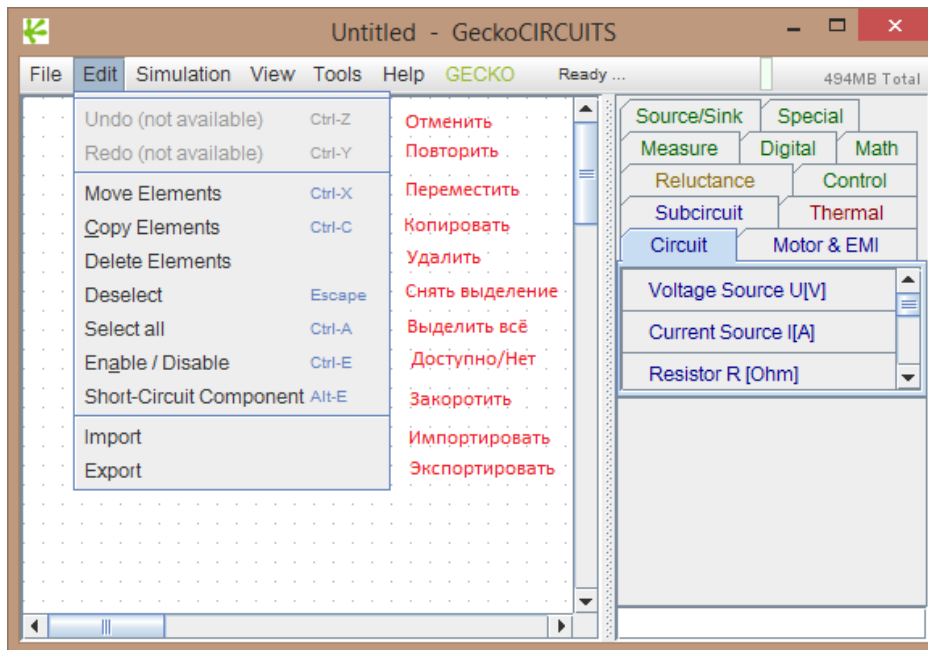 Untitled - GeckoCIRCUITS
File Edit Simulation View Tools Help GECKO Ready ... 494MB Total
Undo (not available) Ctrl-Z Отменить
Redo (not available) Ctrl-Y Повторить
Move Elements Ctrl-X Переместить
Copy Elements Ctrl-C Копировать
Delete Elements Удалить
Deselect Escape Снять выделение
Select all Ctrl-A Выделить всё
Enable / Disable Ctrl-E Доступно/Нет
Short-Circuit Component Alt-E Закоротить
Import Импортировать
Export Экспортировать
Source/Sink Special
Measure Digital Math
Reluctance Control
Subcircuit Thermal
Circuit Motor & EMI
Voltage Source U[V]
Current Source I[A]
Resistor R [Ohm]